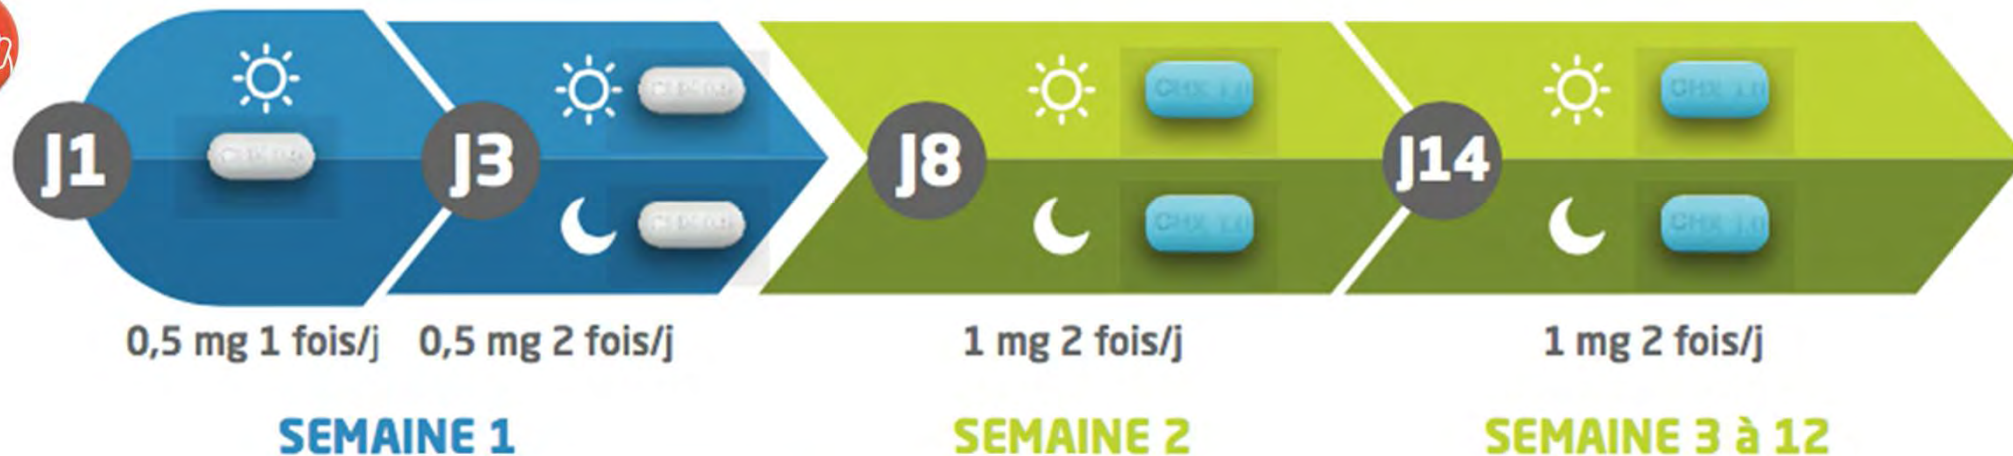 J1
J3
J8
J14
0,5 mg 1 fois/j
0,5 mg 2 fois/j
1 mg 2 fois/j
1 mg 2 fois/j
SEMAINE 1
SEMAINE 2
SEMAINE 3 à 12